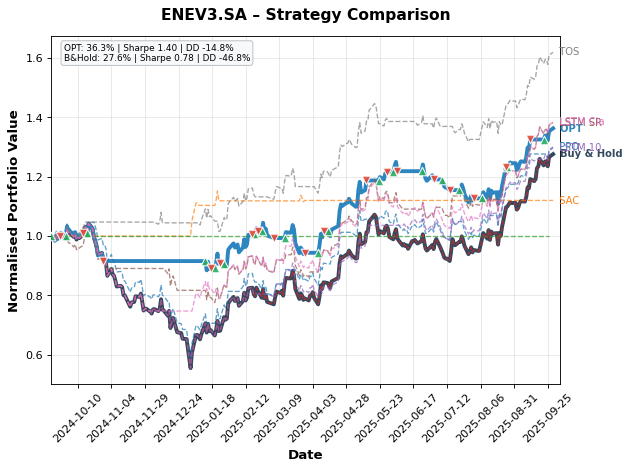 ENEV3.SA – Strategy Comparison
OPT: 36.3% | Sharpe 1.40 | DD -14.8%
B&Hold: 27.6% | Sharpe 0.78 | DD -46.8%
Normalised Portfolio Value
1.6
1.4
1.2
1.0
0.8
0.6
TOS
OPT
Buy & Hold
SAC
2024-10-10
2024-11-04
2024-11-29
2024-12-24
2025-01-18
2025-02-12
2025-03-09
2025-04-03
2025-04-28
2025-05-23
2025-06-17
2025-07-12
2025-08-06
2025-08-31
2025-09-25
Date